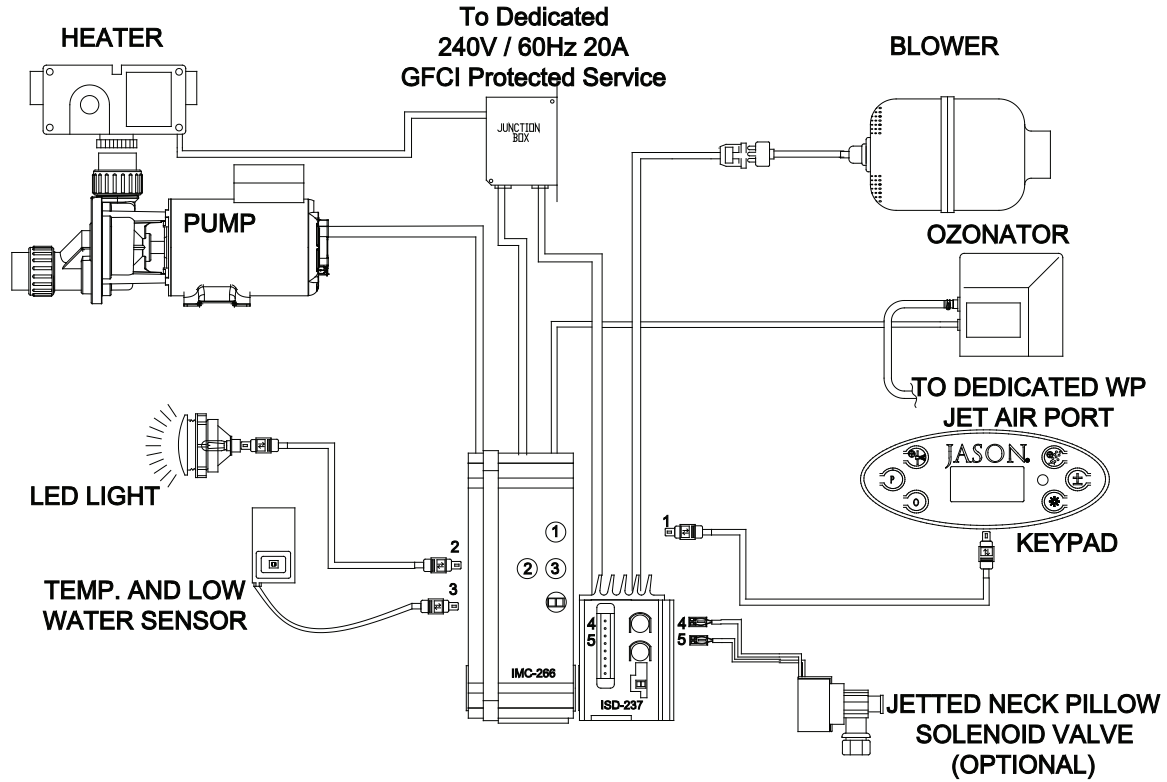 To Dedicated
240V / 60Hz 20A
GFCI Protected Service
HEATER
BLOWER
JUNCTION
BOX
PUMP
OZONATOR
TO DEDICATED WP
JET AIR PORT
JASON
P
O
KEYPAD
LED LIGHT
TEMP. AND LOW
WATER SENSOR
2
3
1
2
3
1
4
5
4
5
IMC-266
ISD-237
JETTED NECK PILLOW
SOLENOID VALVE
(OPTIONAL)